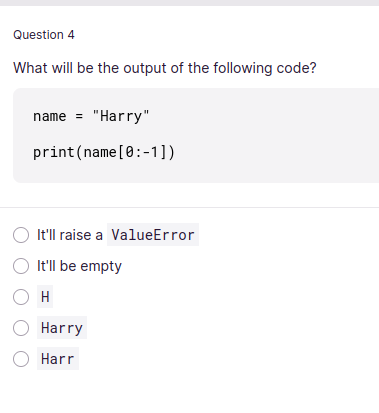 Question 4
What will be the output of the following code?
name = "Harry"
print(name[0:-1])
It'll raise a ValueError
It'll be empty
H
Harry
Harr